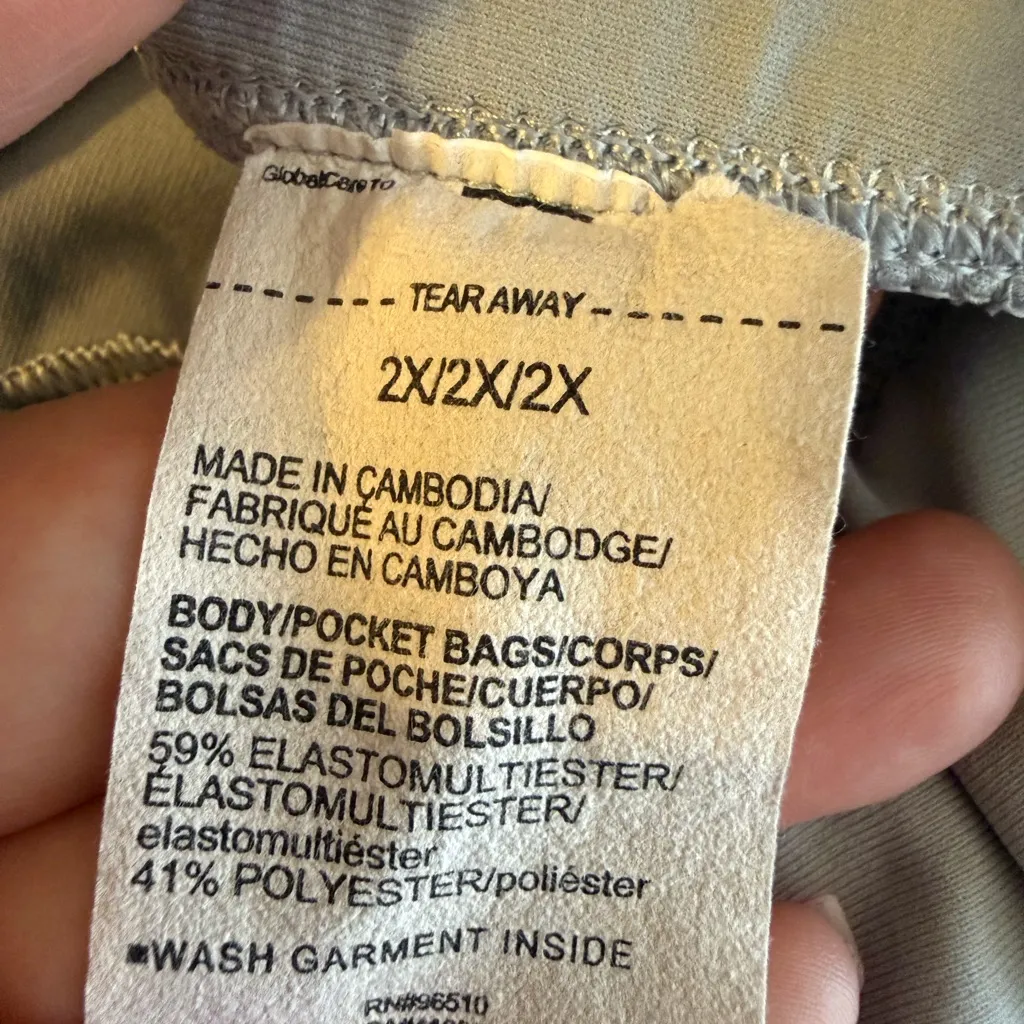 GlobalCare10
TEAR AWAY
2X/2X/2X
MADE IN CAMBODIA/
FABRIQUÉ AU CAMBODGE/
HECHO EN CAMBOYA
BODY/POCKET BAGS/CORPS/
SACS DE POCHE/CUERPO/
BOLSAS DEL BOLSILLO
59% ELASTOMULTIESTER/
ÉLASTOMULTIESTER/
elastomultiéster
41% POLYESTER/poliéster
▪WASH GARMENT INSIDE
RN#96510